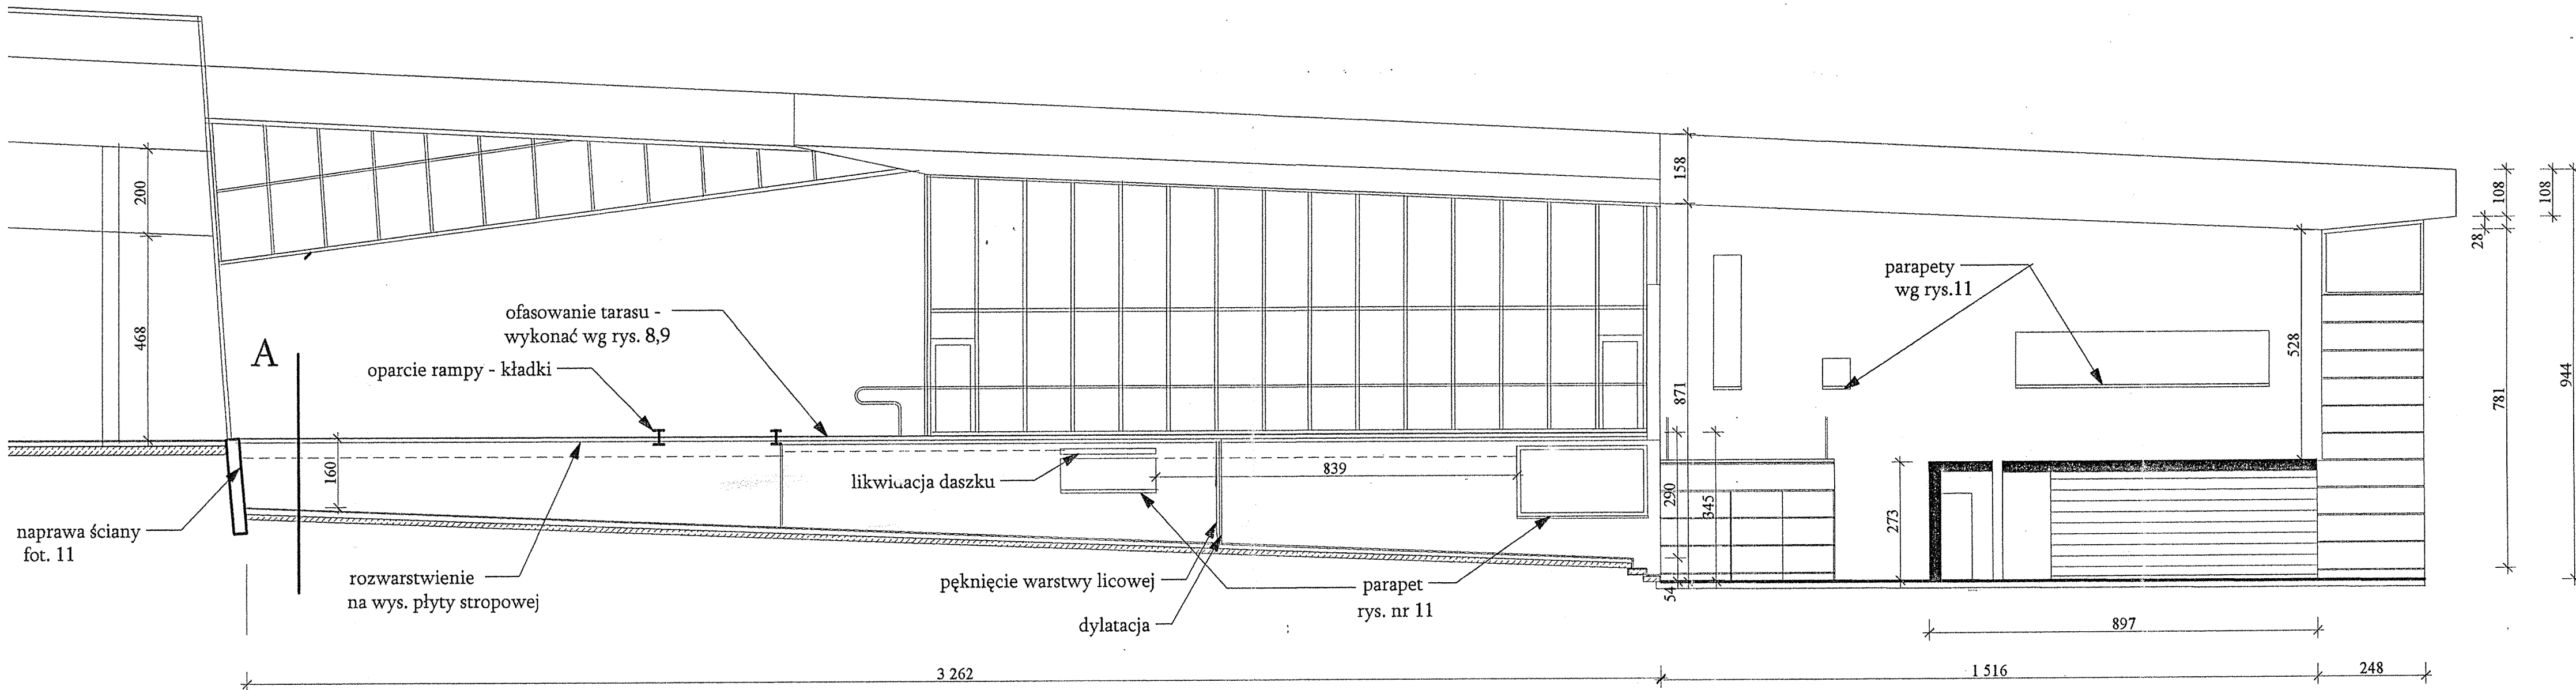 200
468
A
ofasowanie tarasu -
wykonać wg rys. 8,9
oparcie rampy - kładki
160
naprawa ściany
fot. 11
rozwarstwienie
na wys. płyty stropowej
likwidacja daszku
839
pęknięcie warstwy licowej
dylatacja
parapet
rys. nr 11
158
871
290
345
54
parapety
wg rys.11
273
528
897
108
28
781
108
944
3 262
1 516
248